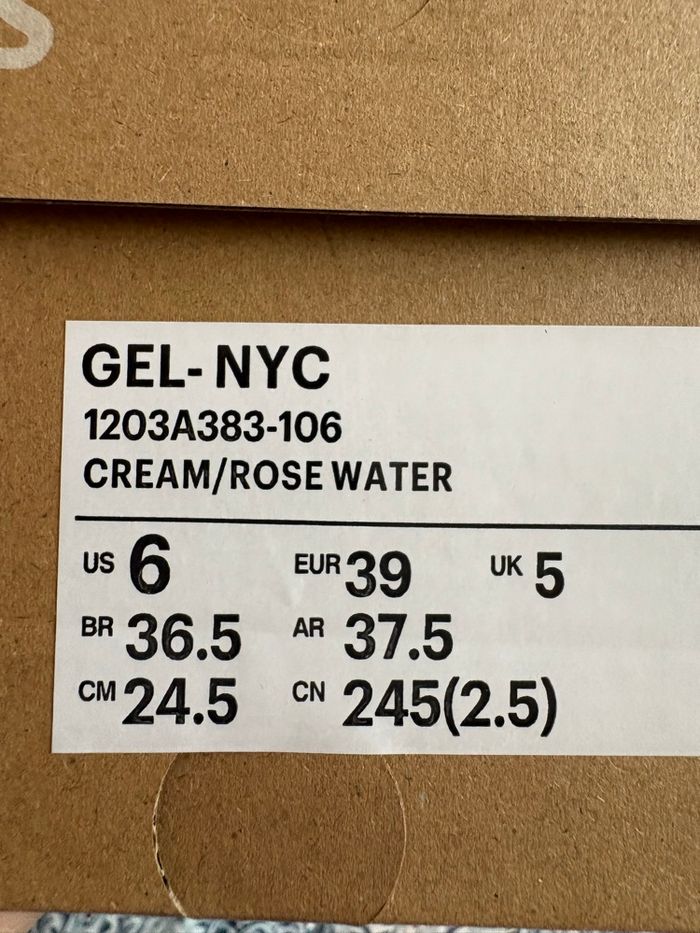 GEL-NYC
1203A383-106
CREAM/ROSE WATER
US 6 EUR 39 UK 5
BR 36.5 AR 37.5
CM 24.5 CN 245(2.5)